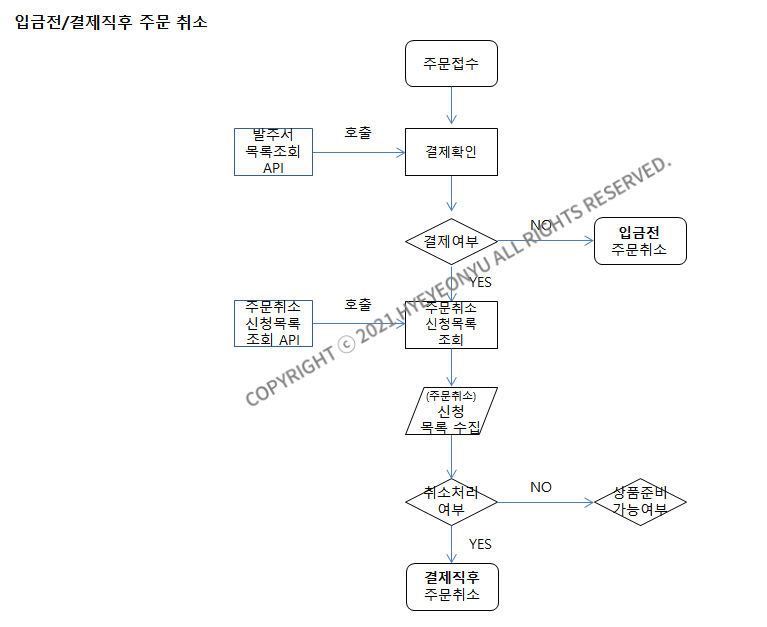 입금전/결제직후 주문 취소
주문접수
발주서
목록조회
API
호출
결제확인
결제여부
NO
입금전
주문취소
YES
주문취소
신청목록
조회 API
호출
주문취소
신청목록
조회
COPYRIGHT ⓒ 2021. HYEYEONYU ALL RIGHTS RESERVED.
(주문취소)
신청
목록 수집
취소처리
여부
NO
상품준비
가능여부
YES
결제직후
주문취소